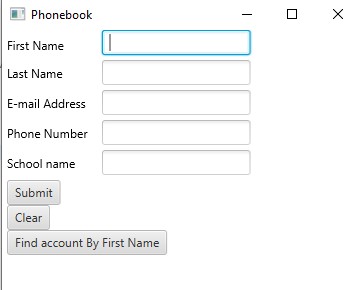 Phonebook
First Name
Last Name
E-mail Address
Phone Number
School name
Submit
Clear
Find account By First Name